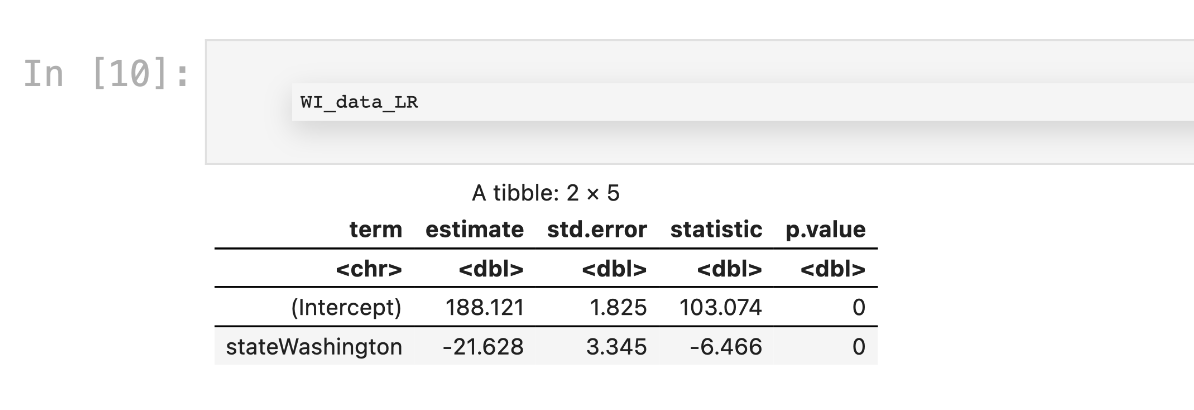 In [10]:
WI_data_LR
A tibble: 2 × 5
term estimate std.error statistic p.value
<chr> <dbl> <dbl> <dbl> <dbl>
(Intercept) 188.121 1.825 103.074 0
stateWashington -21.628 3.345 -6.466 0